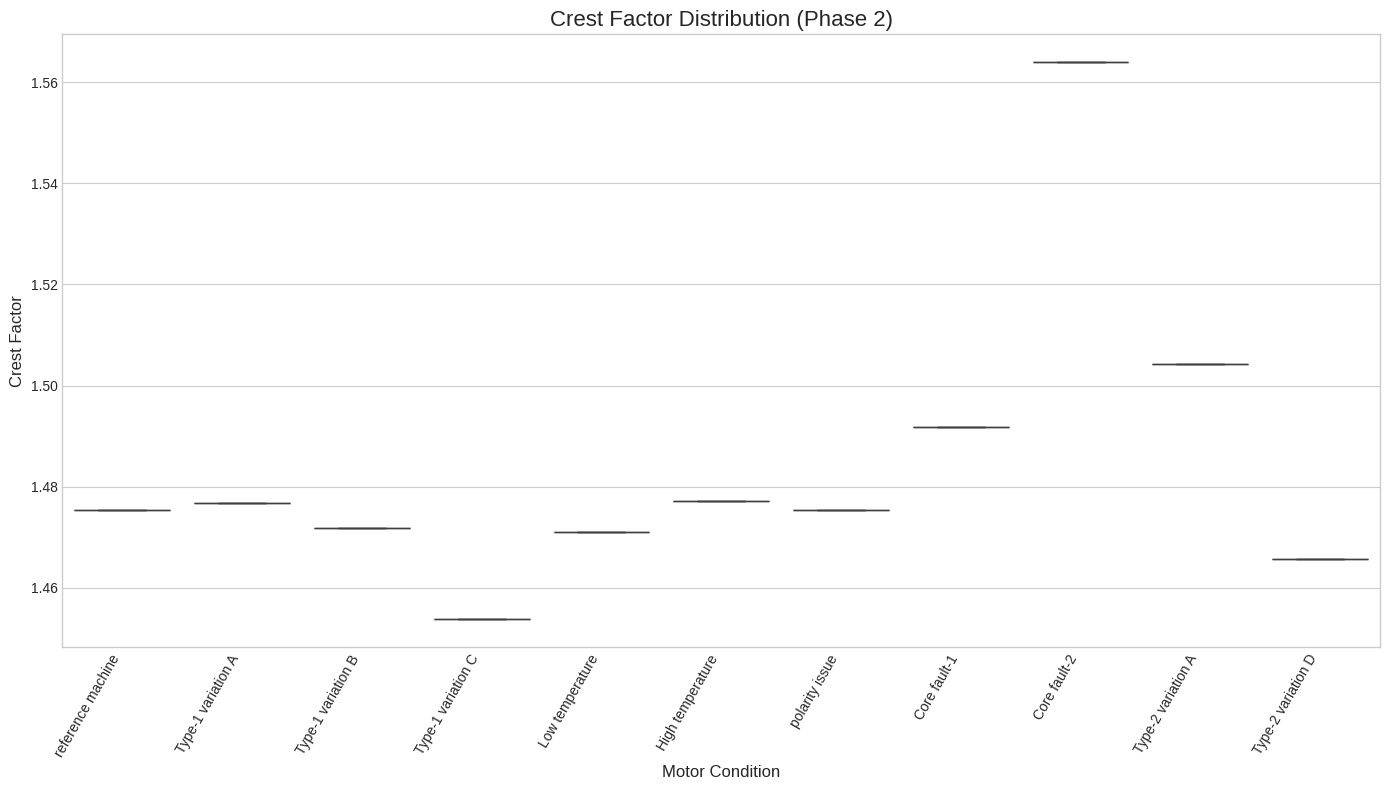 Crest Factor Distribution (Phase 2)
1.56
1.54
1.52
1.50
1.48
1.46
Crest Factor
reference machine
Type-1 variation A
Type-1 variation B
Type-1 variation C
Low temperature
High temperature
polarity issue
Core fault-1
Core fault-2
Type-2 variation A
Type-2 variation D
Motor Condition